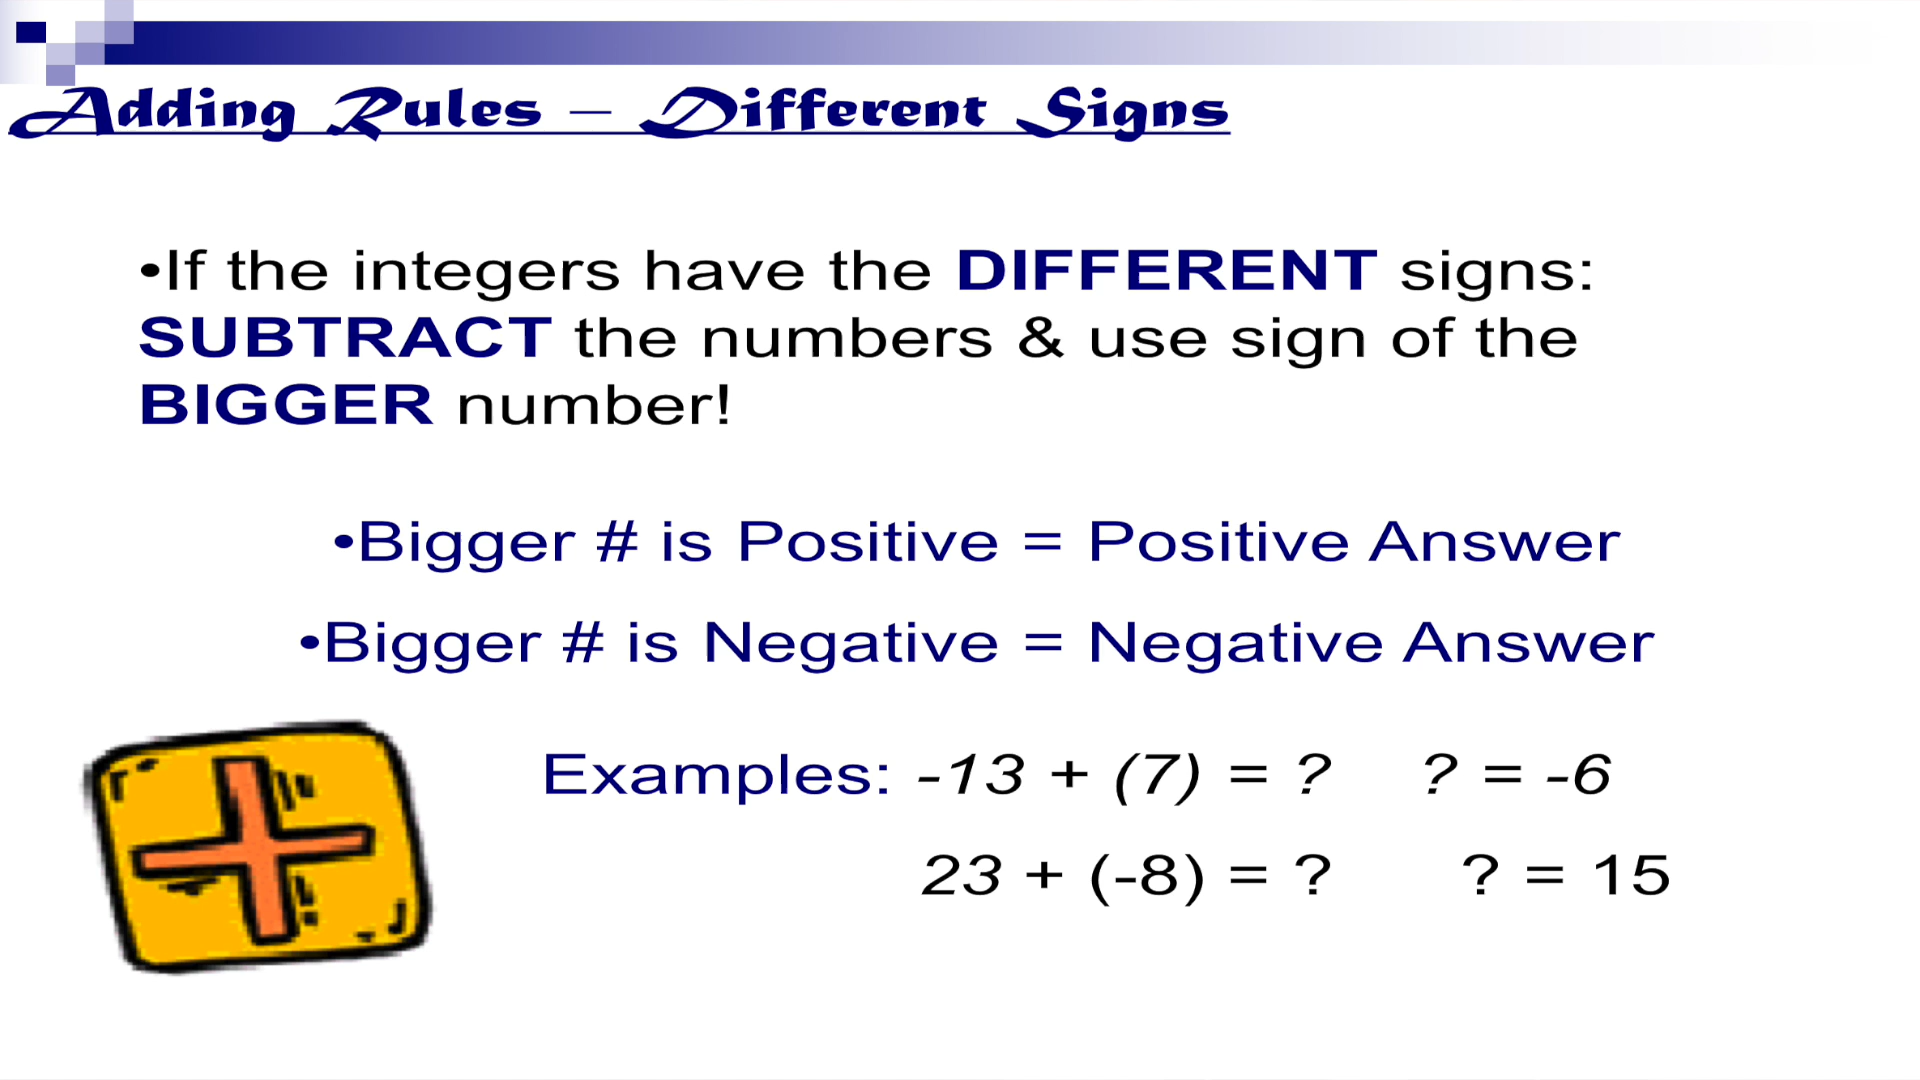 Adding Rules – Different Signs
•If the integers have the DIFFERENT signs:
SUBTRACT the numbers & use sign of the
BIGGER number!
•Bigger # is Positive = Positive Answer
•Bigger # is Negative = Negative Answer
Examples: -13 + (7) = ? ? = -6
23 + (-8) = ? ? = 15